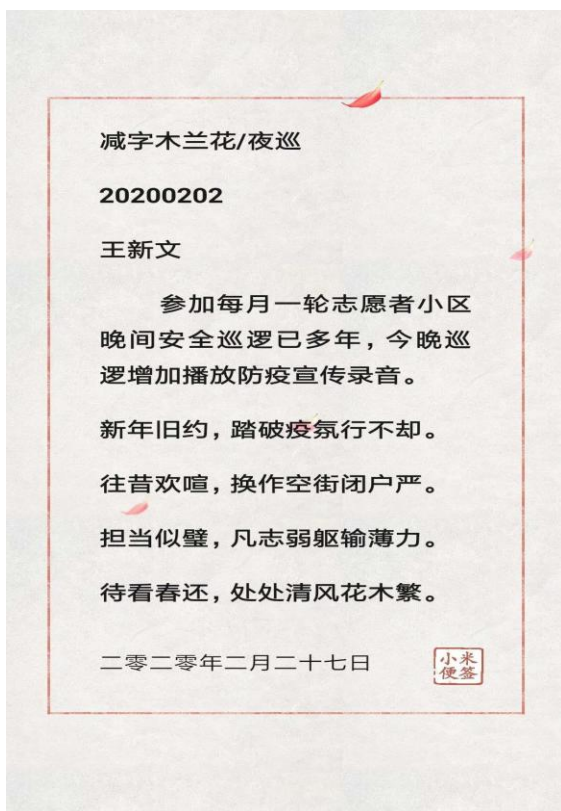 减字木兰花/夜巡
20200202
王新文
参加每月一轮志愿者小区
晚间安全巡逻已多年，今晚巡
逻增加播放防疫宣传录音。
新年旧约，踏破疫氛行不却。
往昔欢喧，换作空街闭户严。
担当似璧，凡志弱躯输薄力。
待看春还，处处清风花木繁。
二零二零年二月二十七日
小米
便签